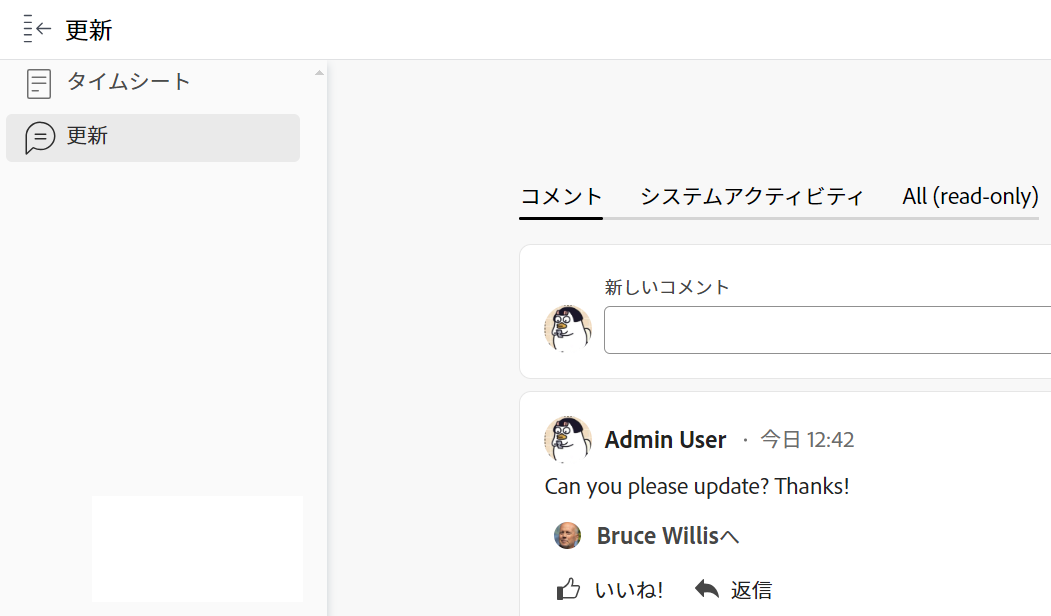 更新
タイムシート
更新
コメント システムアクティビティ All (read-only)
新しいコメント
Admin User · 今日 12:42
Can you please update? Thanks!
Bruce Willisへ
いいね! 返信